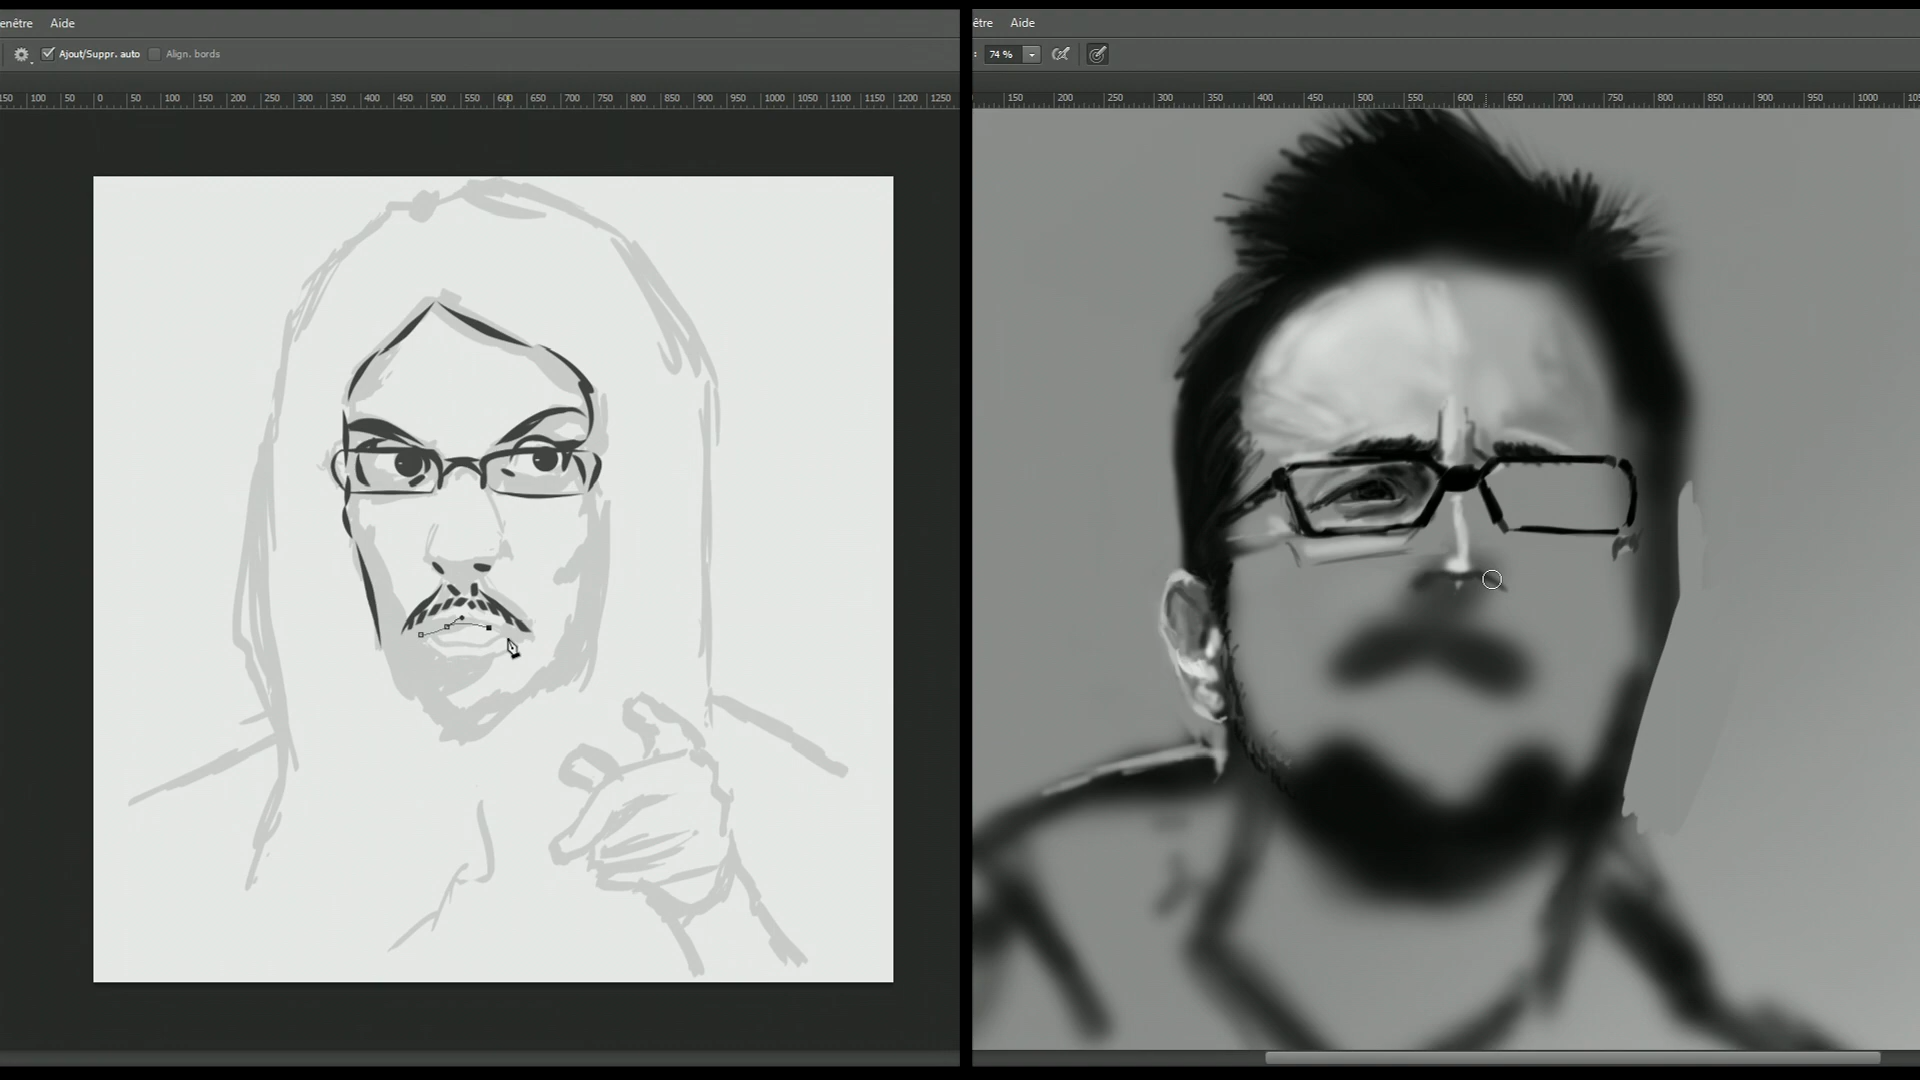 enêtre Aide
Ajout/Suppr. auto Align. bords
150 100 50 0 50 100 150 200 250 300 350 400 450 500 550 600 650 700 750 800 850 900 950 1000 1050 1100 1150 1200 1250
être Aide
: 74 %
150 200 250 300 350 400 450 500 550 600 650 700 750 800 850 900 950 1000 105